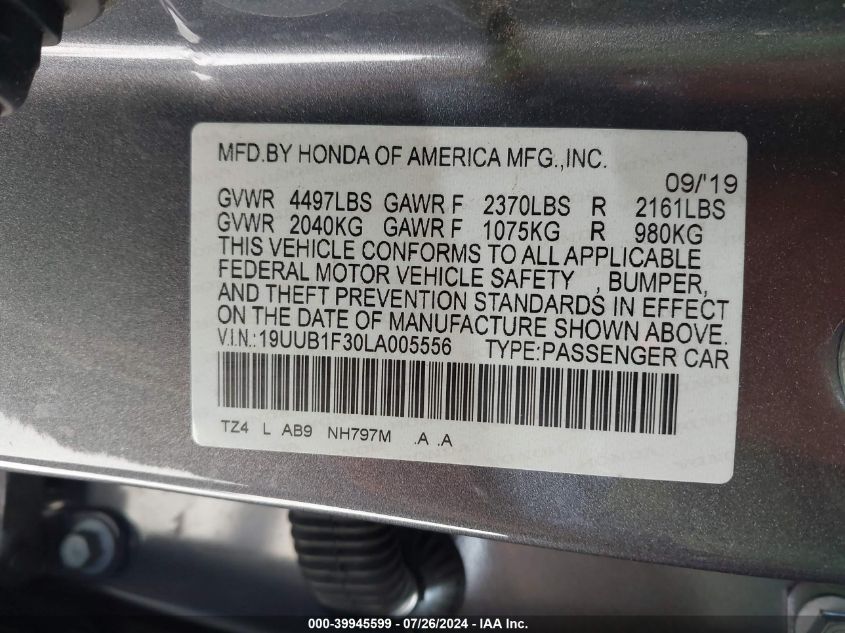 MFD.BY HONDA OF AMERICA MFG.,INC.
09/'19
GVWR 4497LBS GAWR F 2370LBS R 2161LBS
GVWR 2040KG GAWR F 1075KG R 980KG
THIS VEHICLE CONFORMS TO ALL APPLICABLE
FEDERAL MOTOR VEHICLE SAFETY , BUMPER,
AND THEFT PREVENTION STANDARDS IN EFFECT
ON THE DATE OF MANUFACTURE SHOWN ABOVE.
V.I.N.:19UUB1F30LA005556 TYPE:PASSENGER CAR
TZ4 L AB9 NH797M .A .A
000-39945599 / 07/26/2024 - IAA Inc.